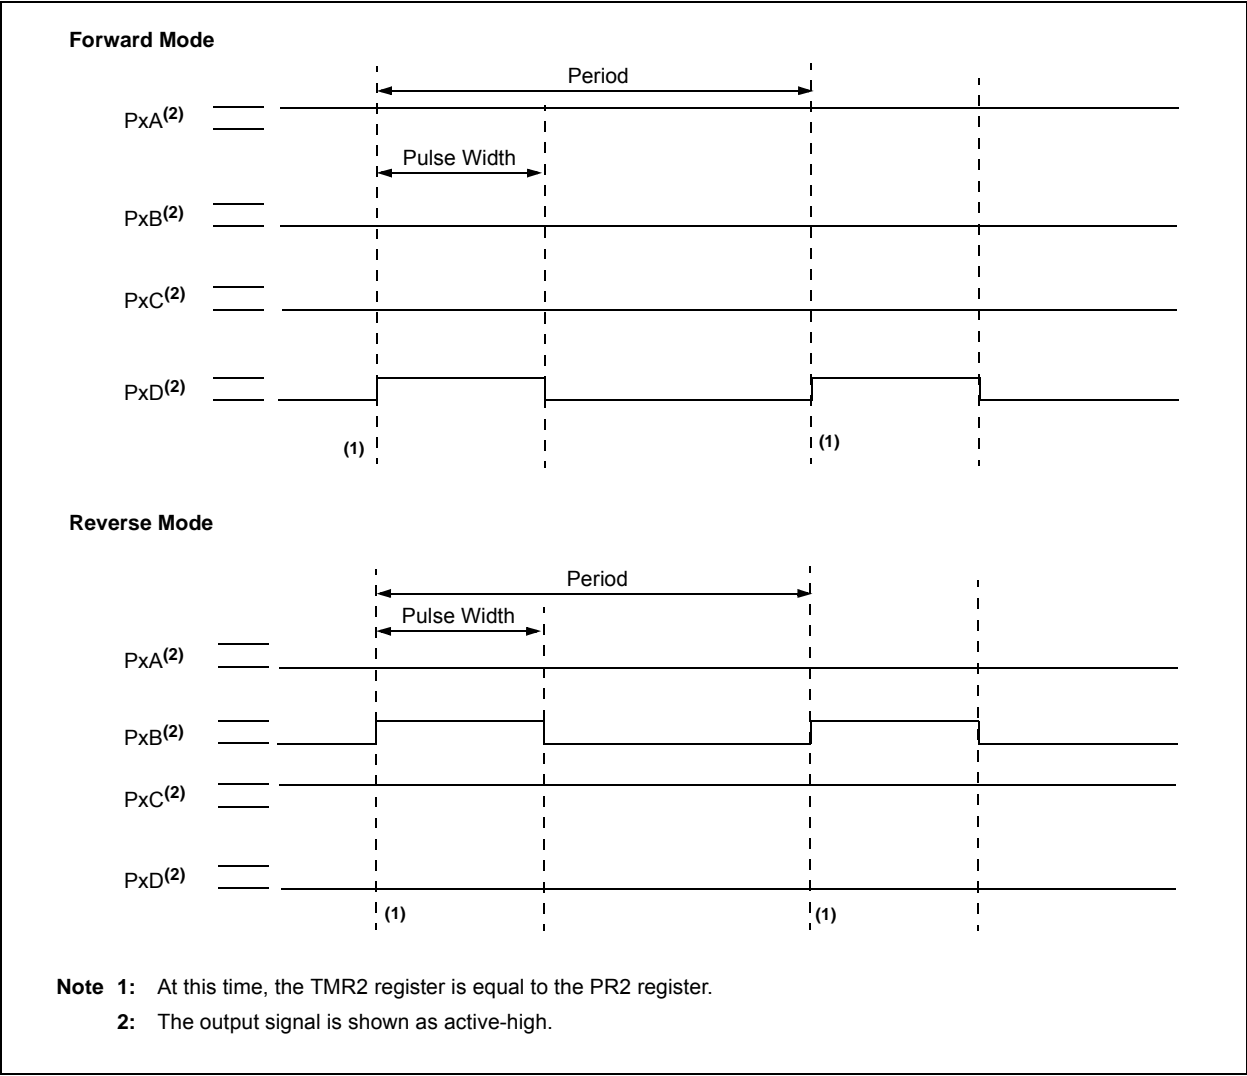 Forward Mode
Period
PxA(2)
Pulse Width
PxB(2)
PxC(2)
PxD(2)
(1)
(1)
Reverse Mode
Period
Pulse Width
PxA(2)
PxB(2)
PxC(2)
PxD(2)
(1)
(1)
Note 1: At this time, the TMR2 register is equal to the PR2 register.
2: The output signal is shown as active-high.